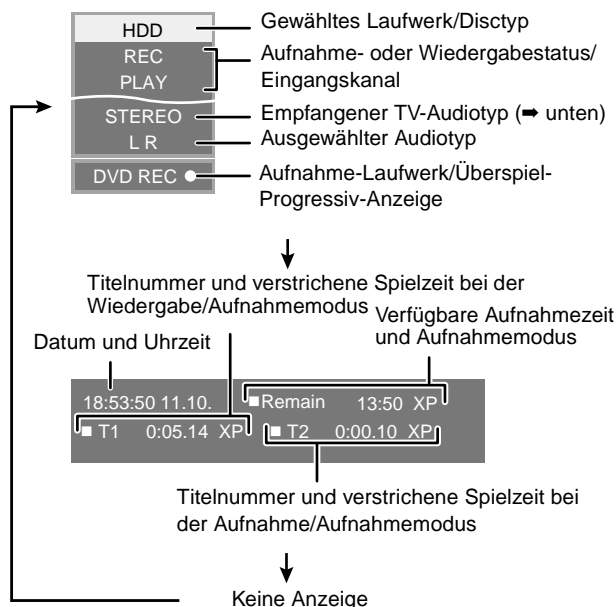 HDD
Gewähltes Laufwerk/Disctyp
REC
PLAY
Aufnahme- oder Wiedergabestatus/
Eingangskanal
STEREO
Empfangener TV-Audiotyp (➡ unten)
L R
Ausgewählter Audiotyp
DVD REC ●
Aufnahme-Laufwerk/Überspiel-
Progressiv-Anzeige
Titelnummer und verstrichene Spielzeit bei der
Wiedergabe/Aufnahmemodus
Verfügbare Aufnahmezeit
und Aufnahmemodus
Datum und Uhrzeit
18:53:50 11.10.
Remain 13:50 XP
T1 0:05.14 XP
T2 0:00.10 XP
Titelnummer und verstrichene Spielzeit bei
der Aufnahme/Aufnahmemodus
Keine Anzeige